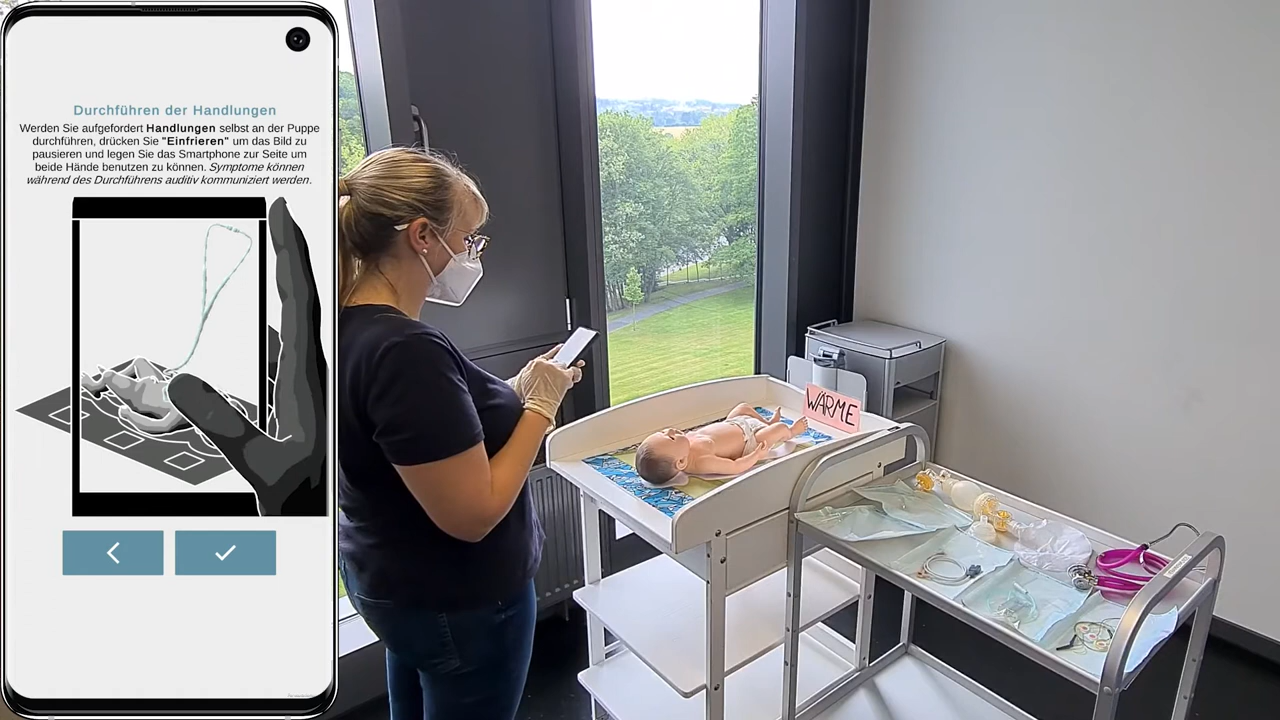 Durchführen der Handlungen
Werden Sie aufgefordert Handlungen selbst an der Puppe
durchführen, drücken Sie "Einfrieren" um das Bild zu
pausieren und legen Sie das Smartphone zur Seite um
beide Hände benutzen zu können. Symptome können
während des Durchführens auditiv kommuniziert werden.
WÄRME